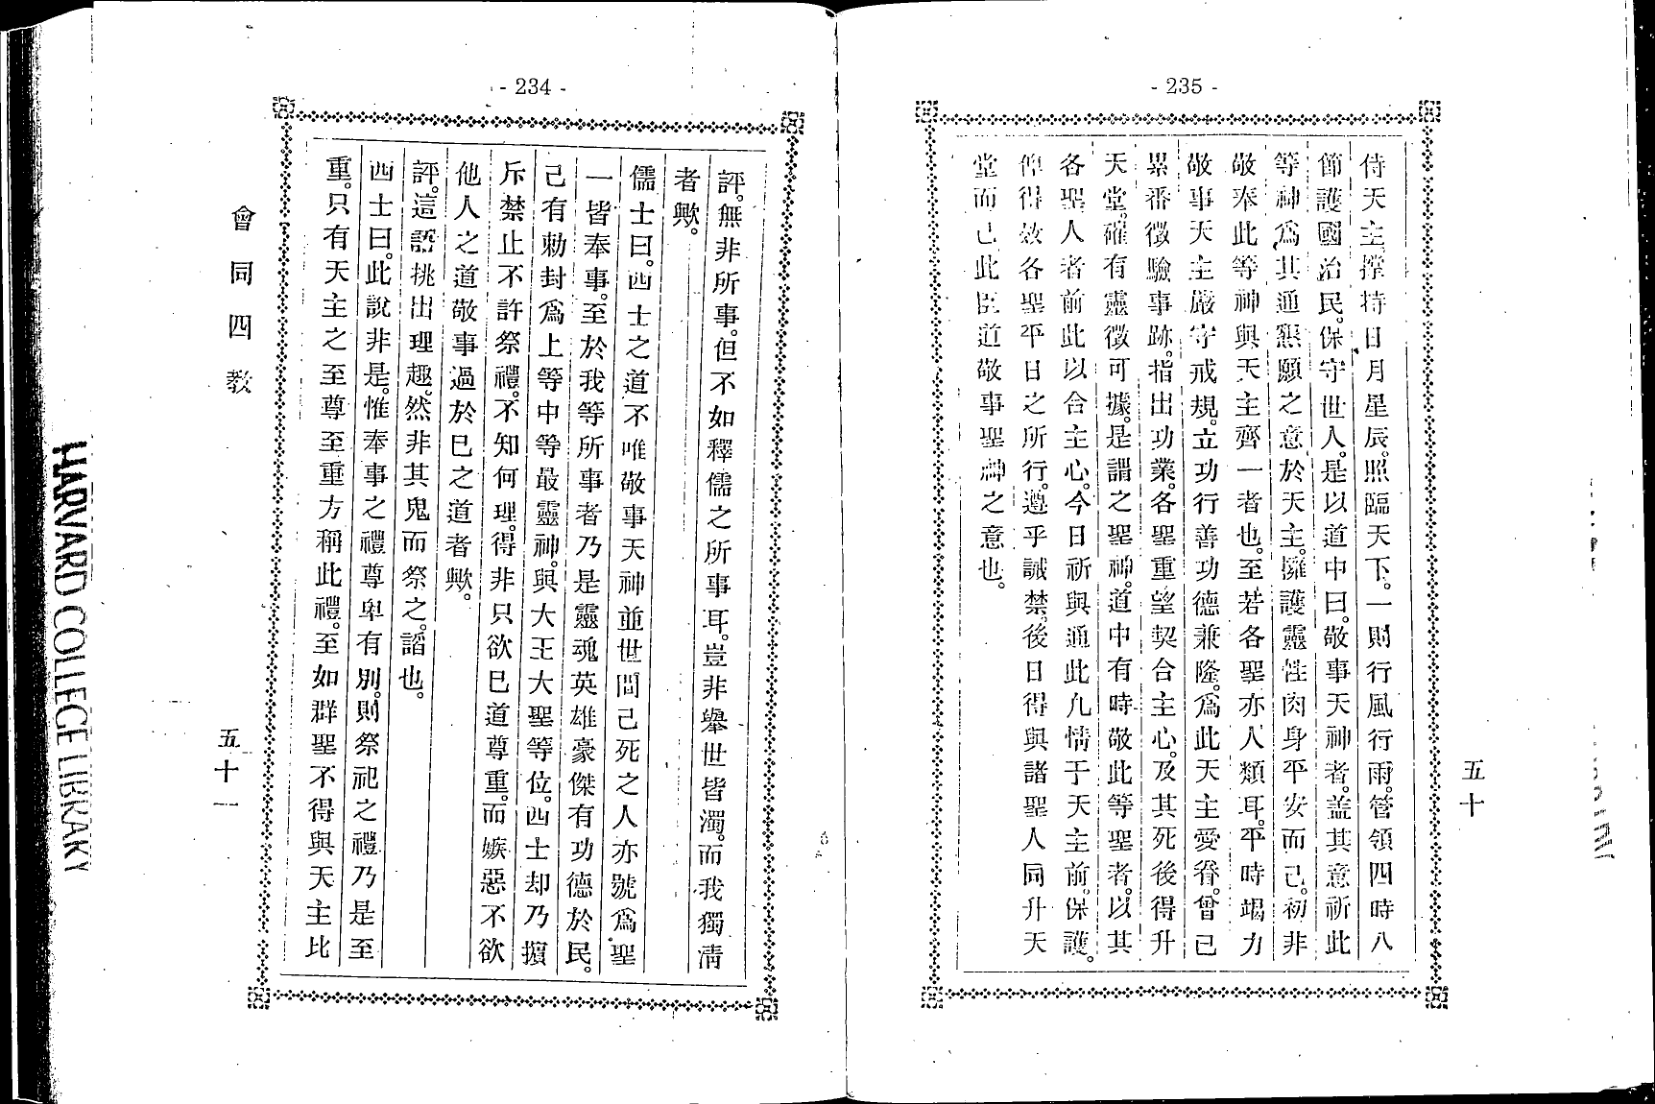 - 235 -
侍天主撑持日月星辰。照臨天下。一則行風行雨。管領四時八
節護國治民。保守世人。是以道中曰。敬事天神者。盖其意祈此
等神爲其通懇願之意於天主。擁護靈性肉身平安而已。初非
敬奉此等神與天主齊一者也。至若各聖亦人類耳。平時竭力
敬事天主嚴守戒規。立功行善功德兼隆。爲此天主愛眷。曾已
累番徵驗事跡。指出功業。各聖重望契合主心。及其死後得升
天堂。確有靈徵可據。是謂之聖神。道中有時敬此等聖者。以其
各聖人者前此以合主心。今日祈與通此凡情于天主前。保護。
俾得效各聖平日之所行。遵乎誡禁。後日得與諸聖人同升天
堂而已此臣道敬事聖神之意也。
五十
- 234 -
評。無非所事。但不如釋儒之所事耳。豈非舉世皆濁。而我獨淸
者歟。
儒士曰。西士之道不唯敬事天神並世間已死之人亦號爲聖
一皆奉事。至於我等所事者乃是靈魂英雄豪傑有功德於民。
己有勅封爲上等中等最靈神。與大王大聖等位。西士却乃擯
斥禁止不許祭禮。不知何理。得非只欲已道尊重。而嫉惡不欲
他人之道敬事過於已之道者歟。
評。這語挑出理趣。然非其鬼而祭之。謟也。
西士曰。此說非是。惟奉事之禮尊卑有別。則祭祀之禮乃是至
重。只有天主之至尊至重方稱此禮。至如群聖不得與天主比
會同四教
五十一
HARVARD COLLEGE LIBRARY